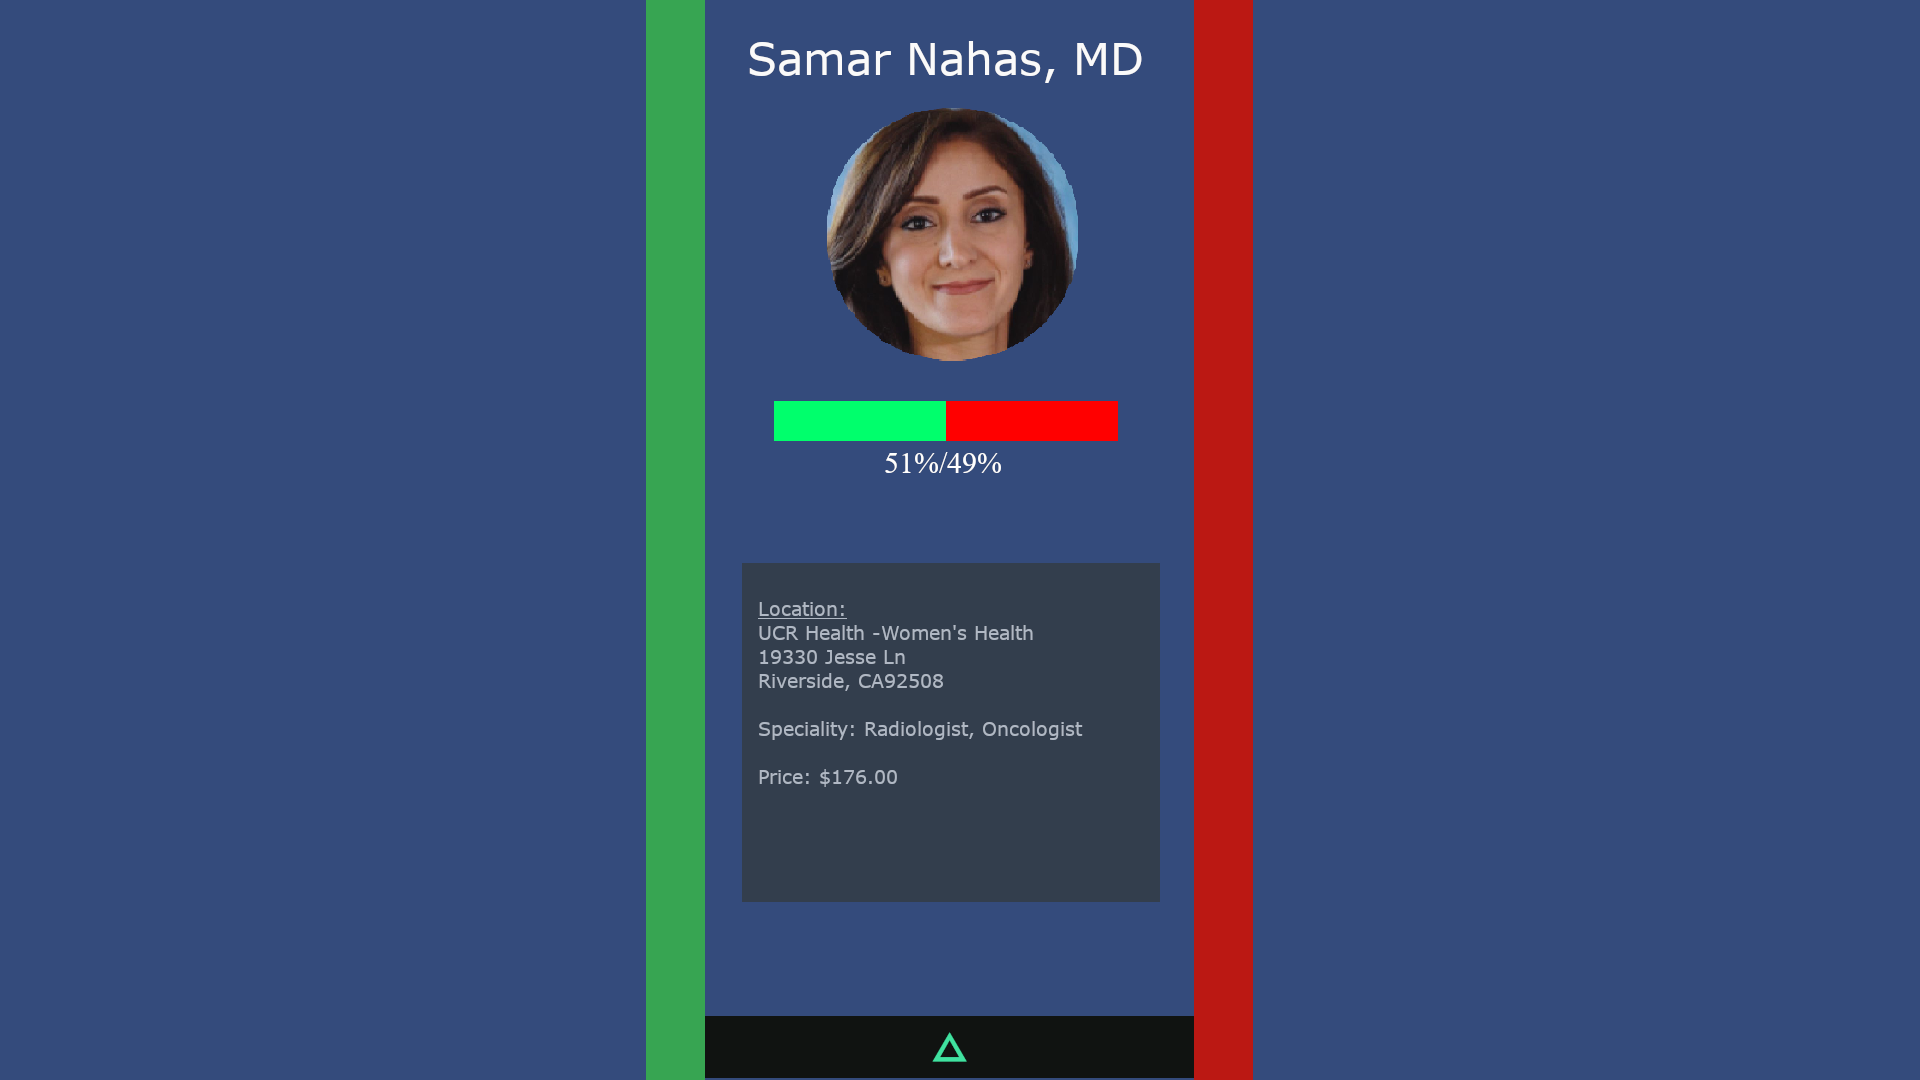 Samar Nahas, MD
51%/49%
Location:
UCR Health -Women's Health
19330 Jesse Ln
Riverside, CA92508
Speciality: Radiologist, Oncologist
Price: $176.00